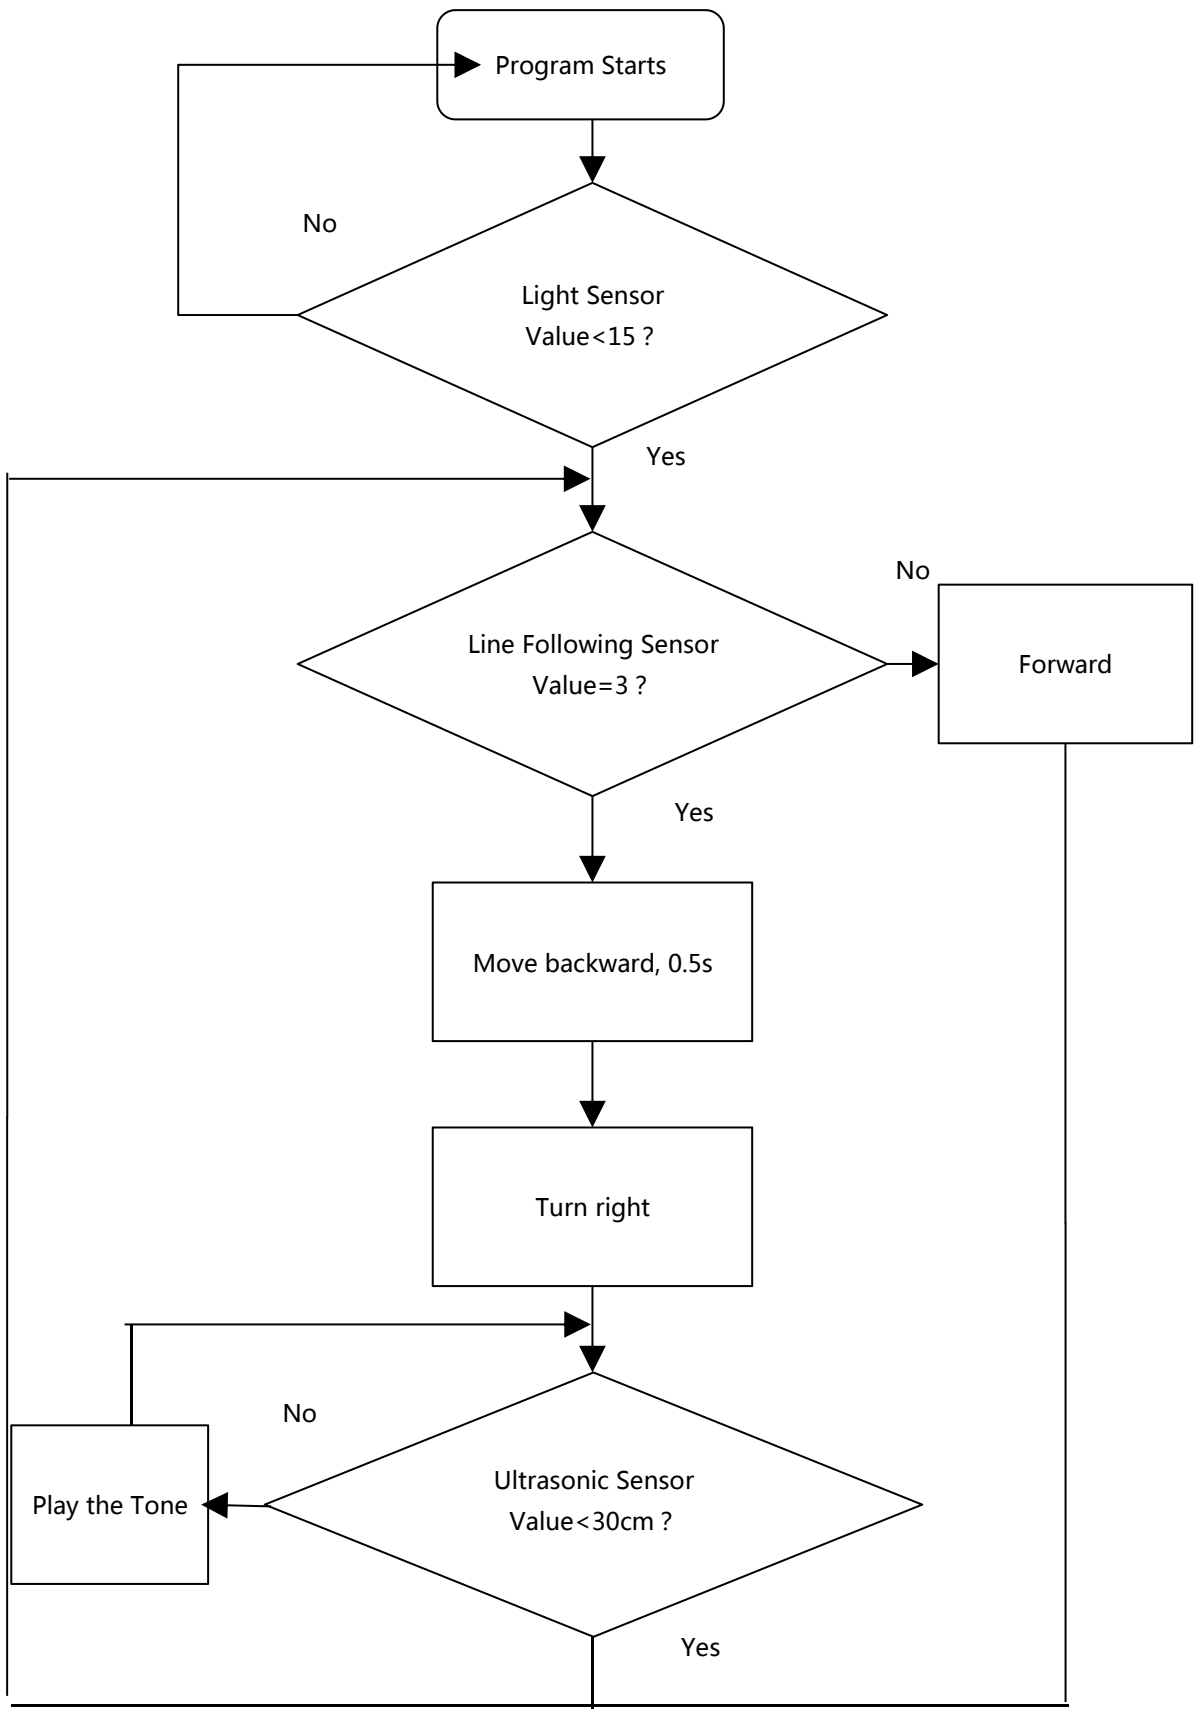 Program Starts
No
Light Sensor
Value<15 ?
Yes
No
Line Following Sensor
Value=3 ?
Forward
Yes
Move backward, 0.5s
Turn right
No
Ultrasonic Sensor
Value<30cm ?
Play the Tone
Yes